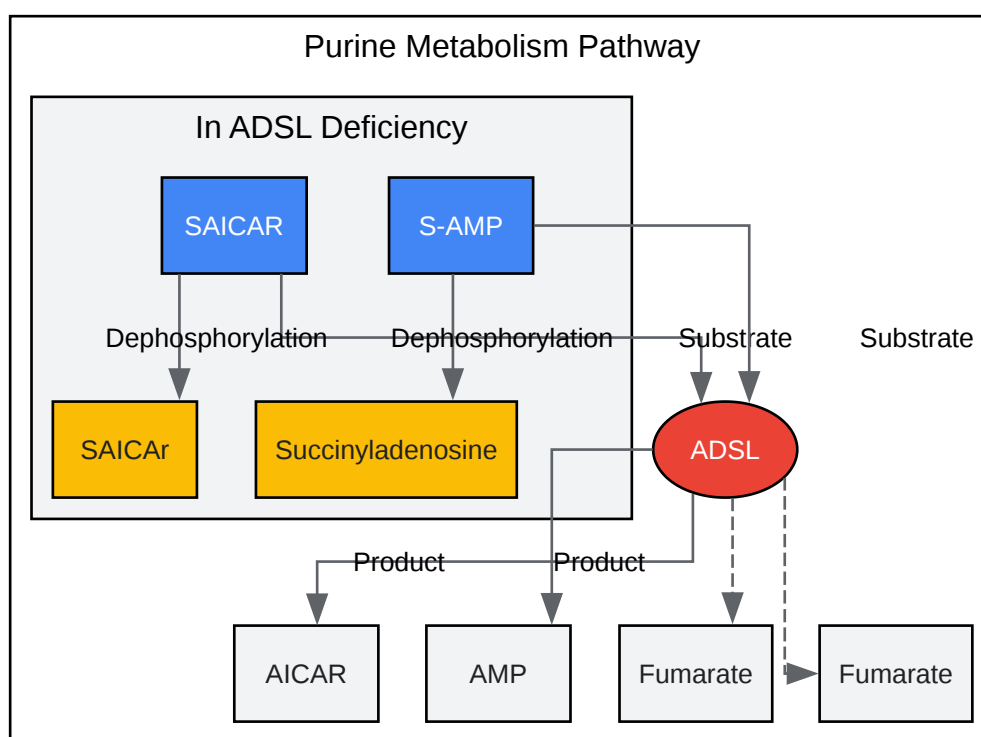 Purine Metabolism Pathway
In ADSL Deficiency
SAICAR
S-AMP
Dephosphorylation
Dephosphorylation
Substrate
Substrate
SAICAr
Succinyladenosine
ADSL
Product
Product
AICAR
AMP
Fumarate
Fumarate